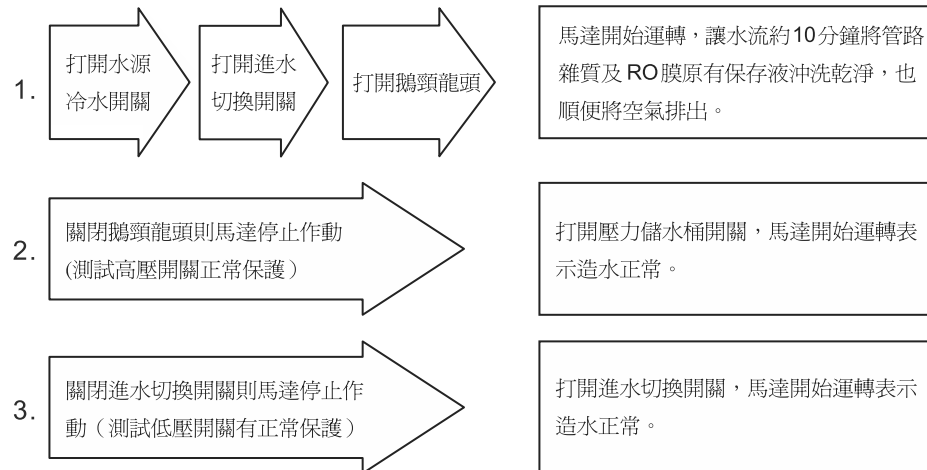 1.
打開水源
冷水開關
打開進水
切換開關
打開鵝頸龍頭
馬達開始運轉，讓水流約10分鐘將管路
雜質及RO膜原有保存液沖洗乾淨，也
順便將空氣排出。
2.
關閉鵝頸龍頭則馬達停止作動
(測試高壓開關正常保護）
打開壓力儲水桶開關，馬達開始運轉表
示造水正常。
3.
關閉進水切換開關則馬達停止作
動（測試低壓開關有正常保護）
打開進水切換開關，馬達開始運轉表示
造水正常。